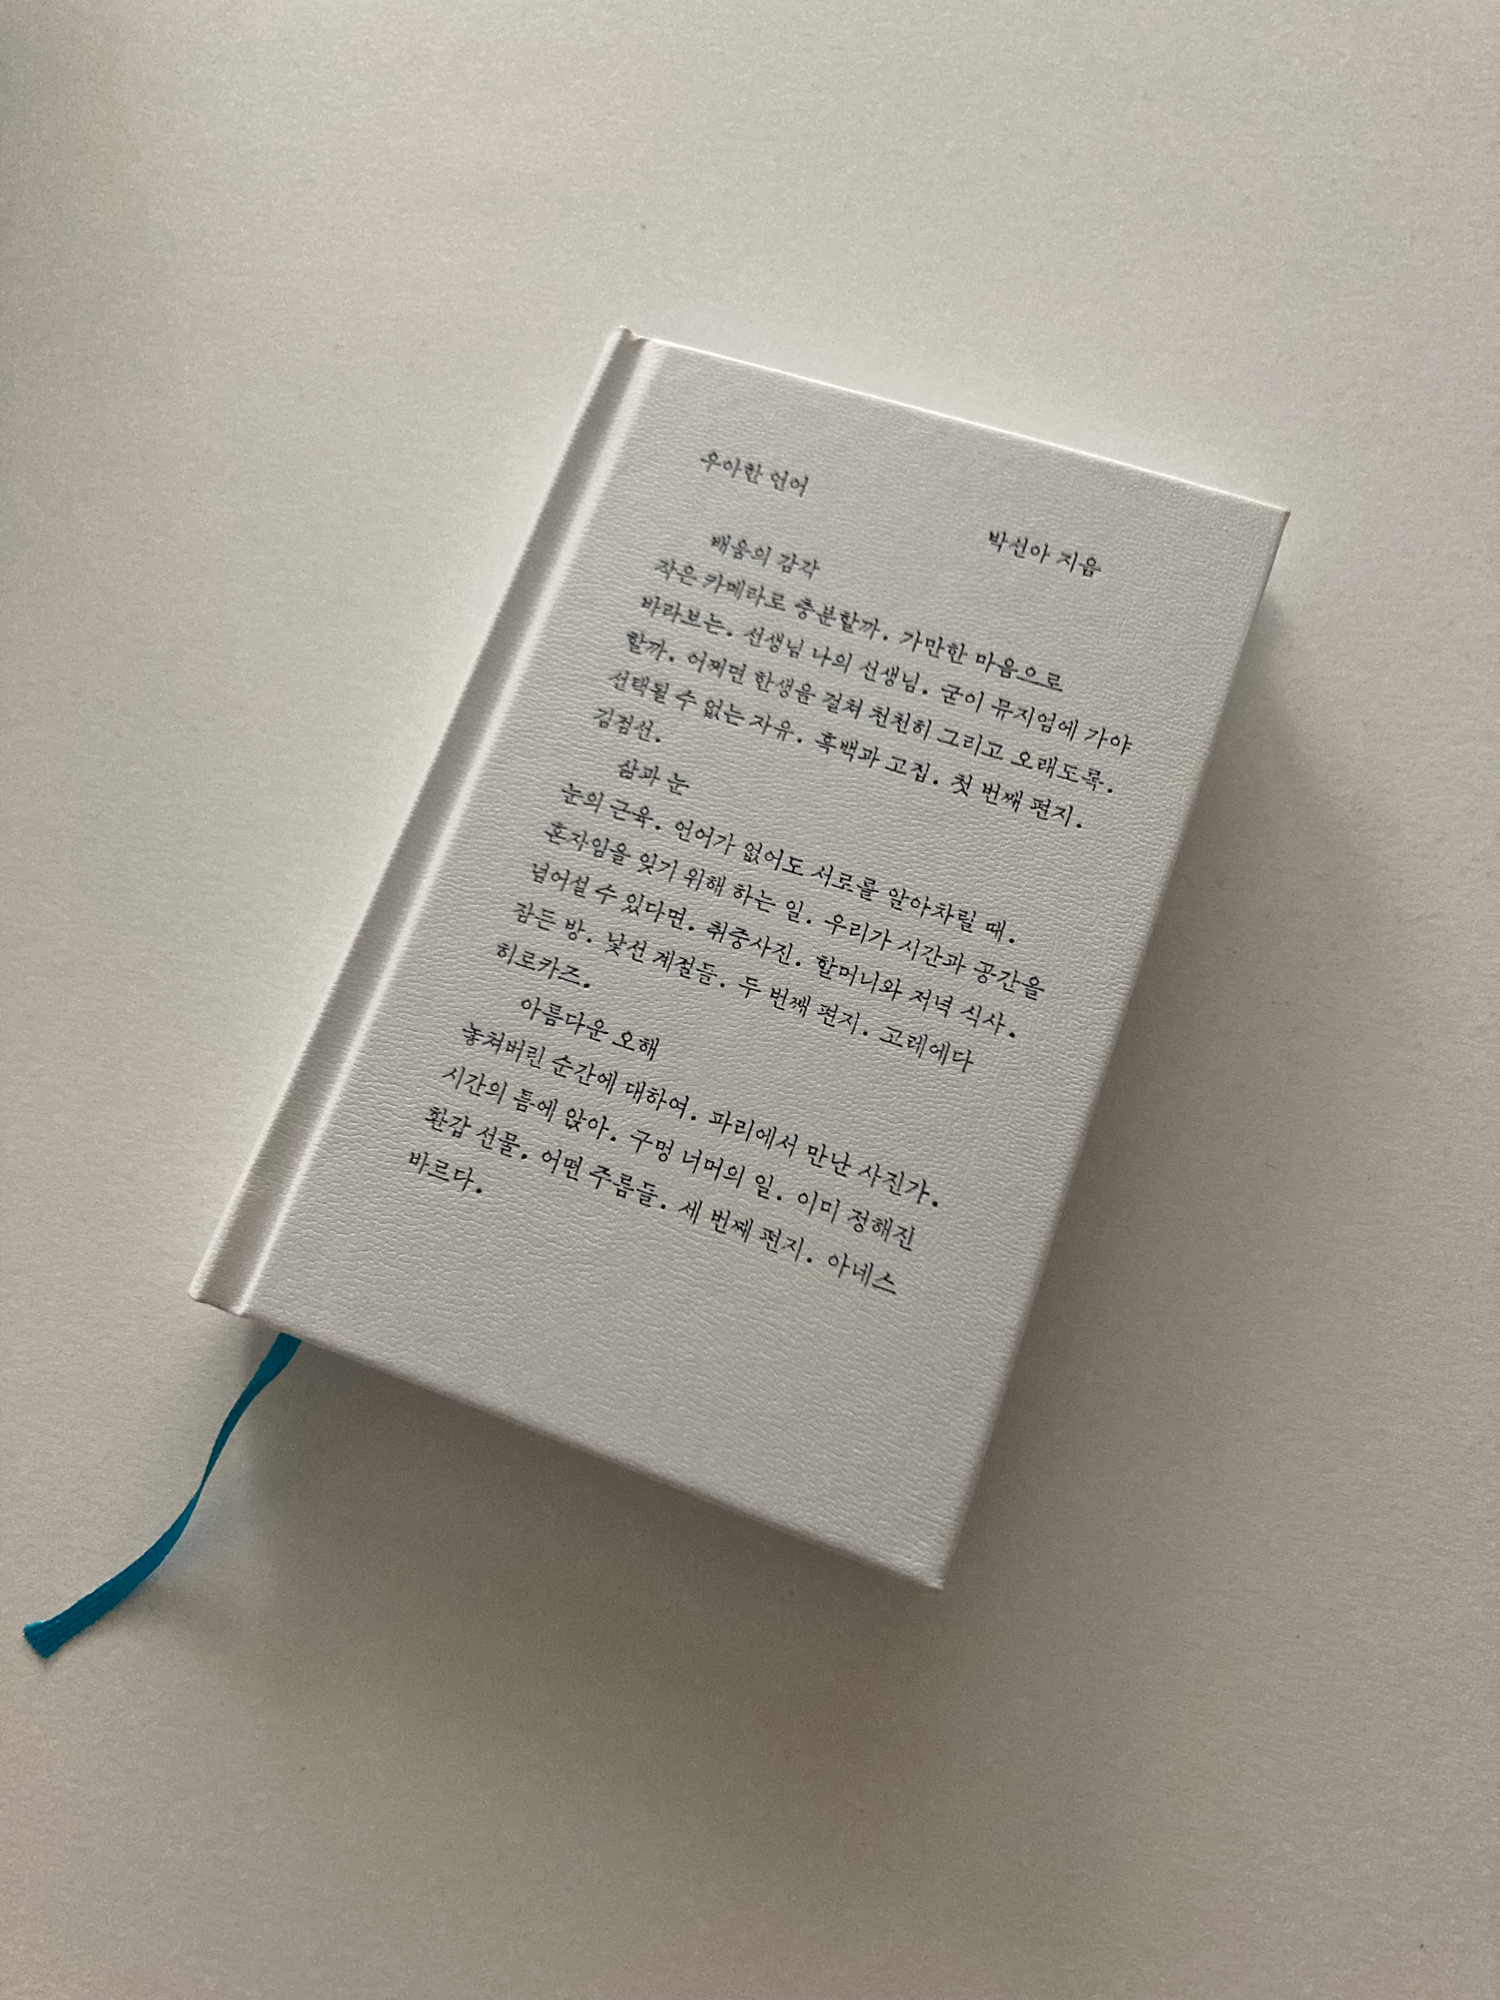 우아한 언어
박선아 지음
배움의 감각
작은 카메라로 충분할까. 가만한 마음으로
바라보는. 선생님 나의 선생님. 굳이 뮤지엄에 가야
할까. 어쩌면 한생을 걸쳐 천천히 그리고 오래도록.
선택될 수 없는 자유. 흑백과 고집. 첫 번째 편지.
김점선.
삶과 눈
눈의 근육. 언어가 없어도 서로를 알아차릴 때.
혼자임을 잊기 위해 하는 일. 우리가 시간과 공간을
넘어설 수 있다면. 취중사진. 할머니와 저녁 식사.
잠든 방. 낯선 계절들. 두 번째 편지. 고레에다
히로카즈.
아름다운 오해
놓쳐버린 순간에 대하여. 파리에서 만난 사진가.
시간의 틈에 앉아. 구멍 너머의 일. 이미 정해진
환갑 선물. 어떤 주름들. 세 번째 편지. 아녜스
바르다.